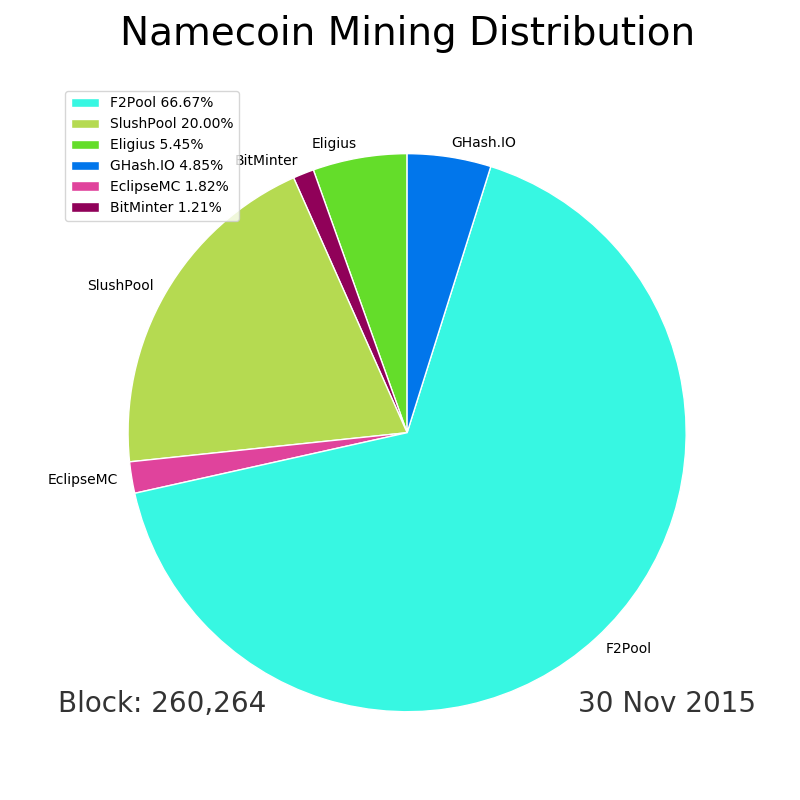 Namecoin Mining Distribution
F2Pool 66.67%
SlushPool 20.00%
Eligius 5.45%
GHash.IO 4.85%
EclipseMC 1.82%
BitMinter 1.21%
GHash.IO
Eligius
BitMinter
SlushPool
EclipseMC
F2Pool
Block: 260,264
30 Nov 2015